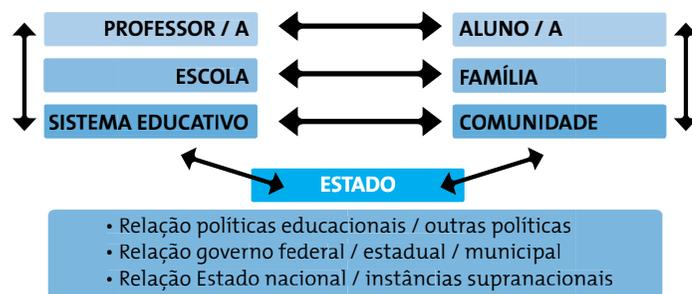 PROFESSOR / A
ALUNO / A
ESCOLA
FAMÍLIA
SISTEMA EDUCATIVO
COMUNIDADE
ESTADO
• Relação políticas educacionais / outras políticas
• Relação governo federal / estadual / municipal
• Relação Estado nacional / instâncias supranacionais